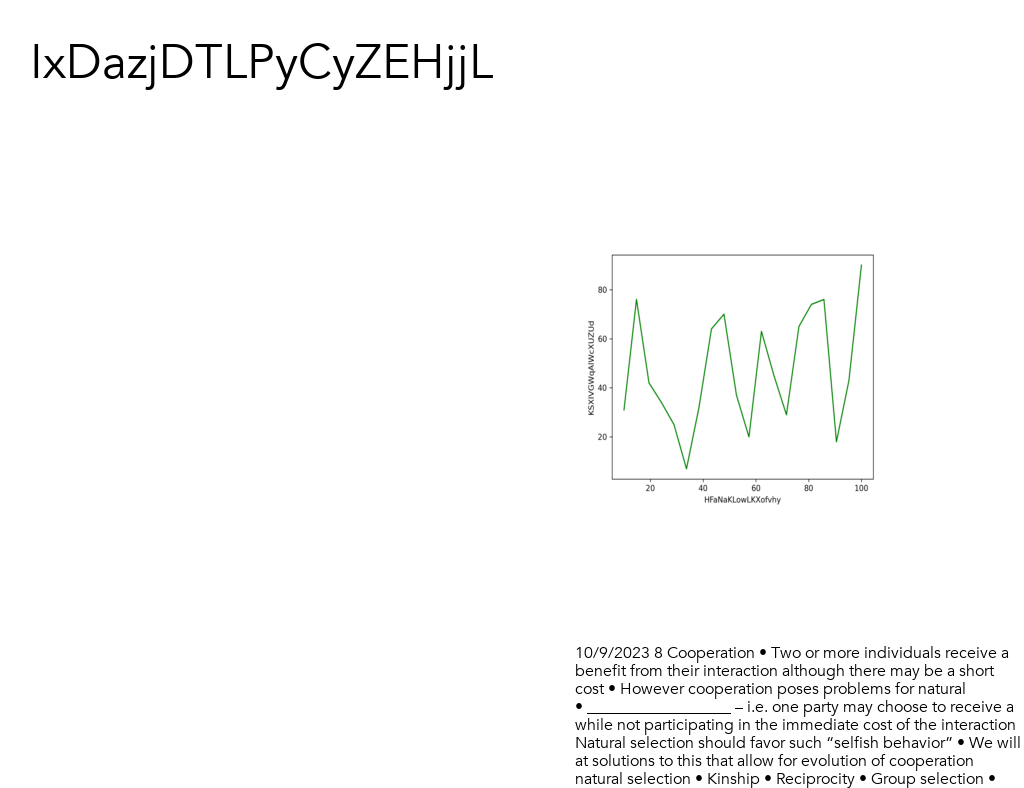 IxDazjDTLPyCyZEHjjL
80
60
40
20
KSXIVGWqAIWcXUZUd
20 40 60 80 100
HFaNaKLowLKXofvhy
10/9/2023 8 Cooperation • Two or more individuals receive a
benefit from their interaction although there may be a short
cost • However cooperation poses problems for natural
• ___________________ – i.e. one party may choose to receive a
while not participating in the immediate cost of the interaction
Natural selection should favor such “selfish behavior” • We will
at solutions to this that allow for evolution of cooperation
natural selection • Kinship • Reciprocity • Group selection •